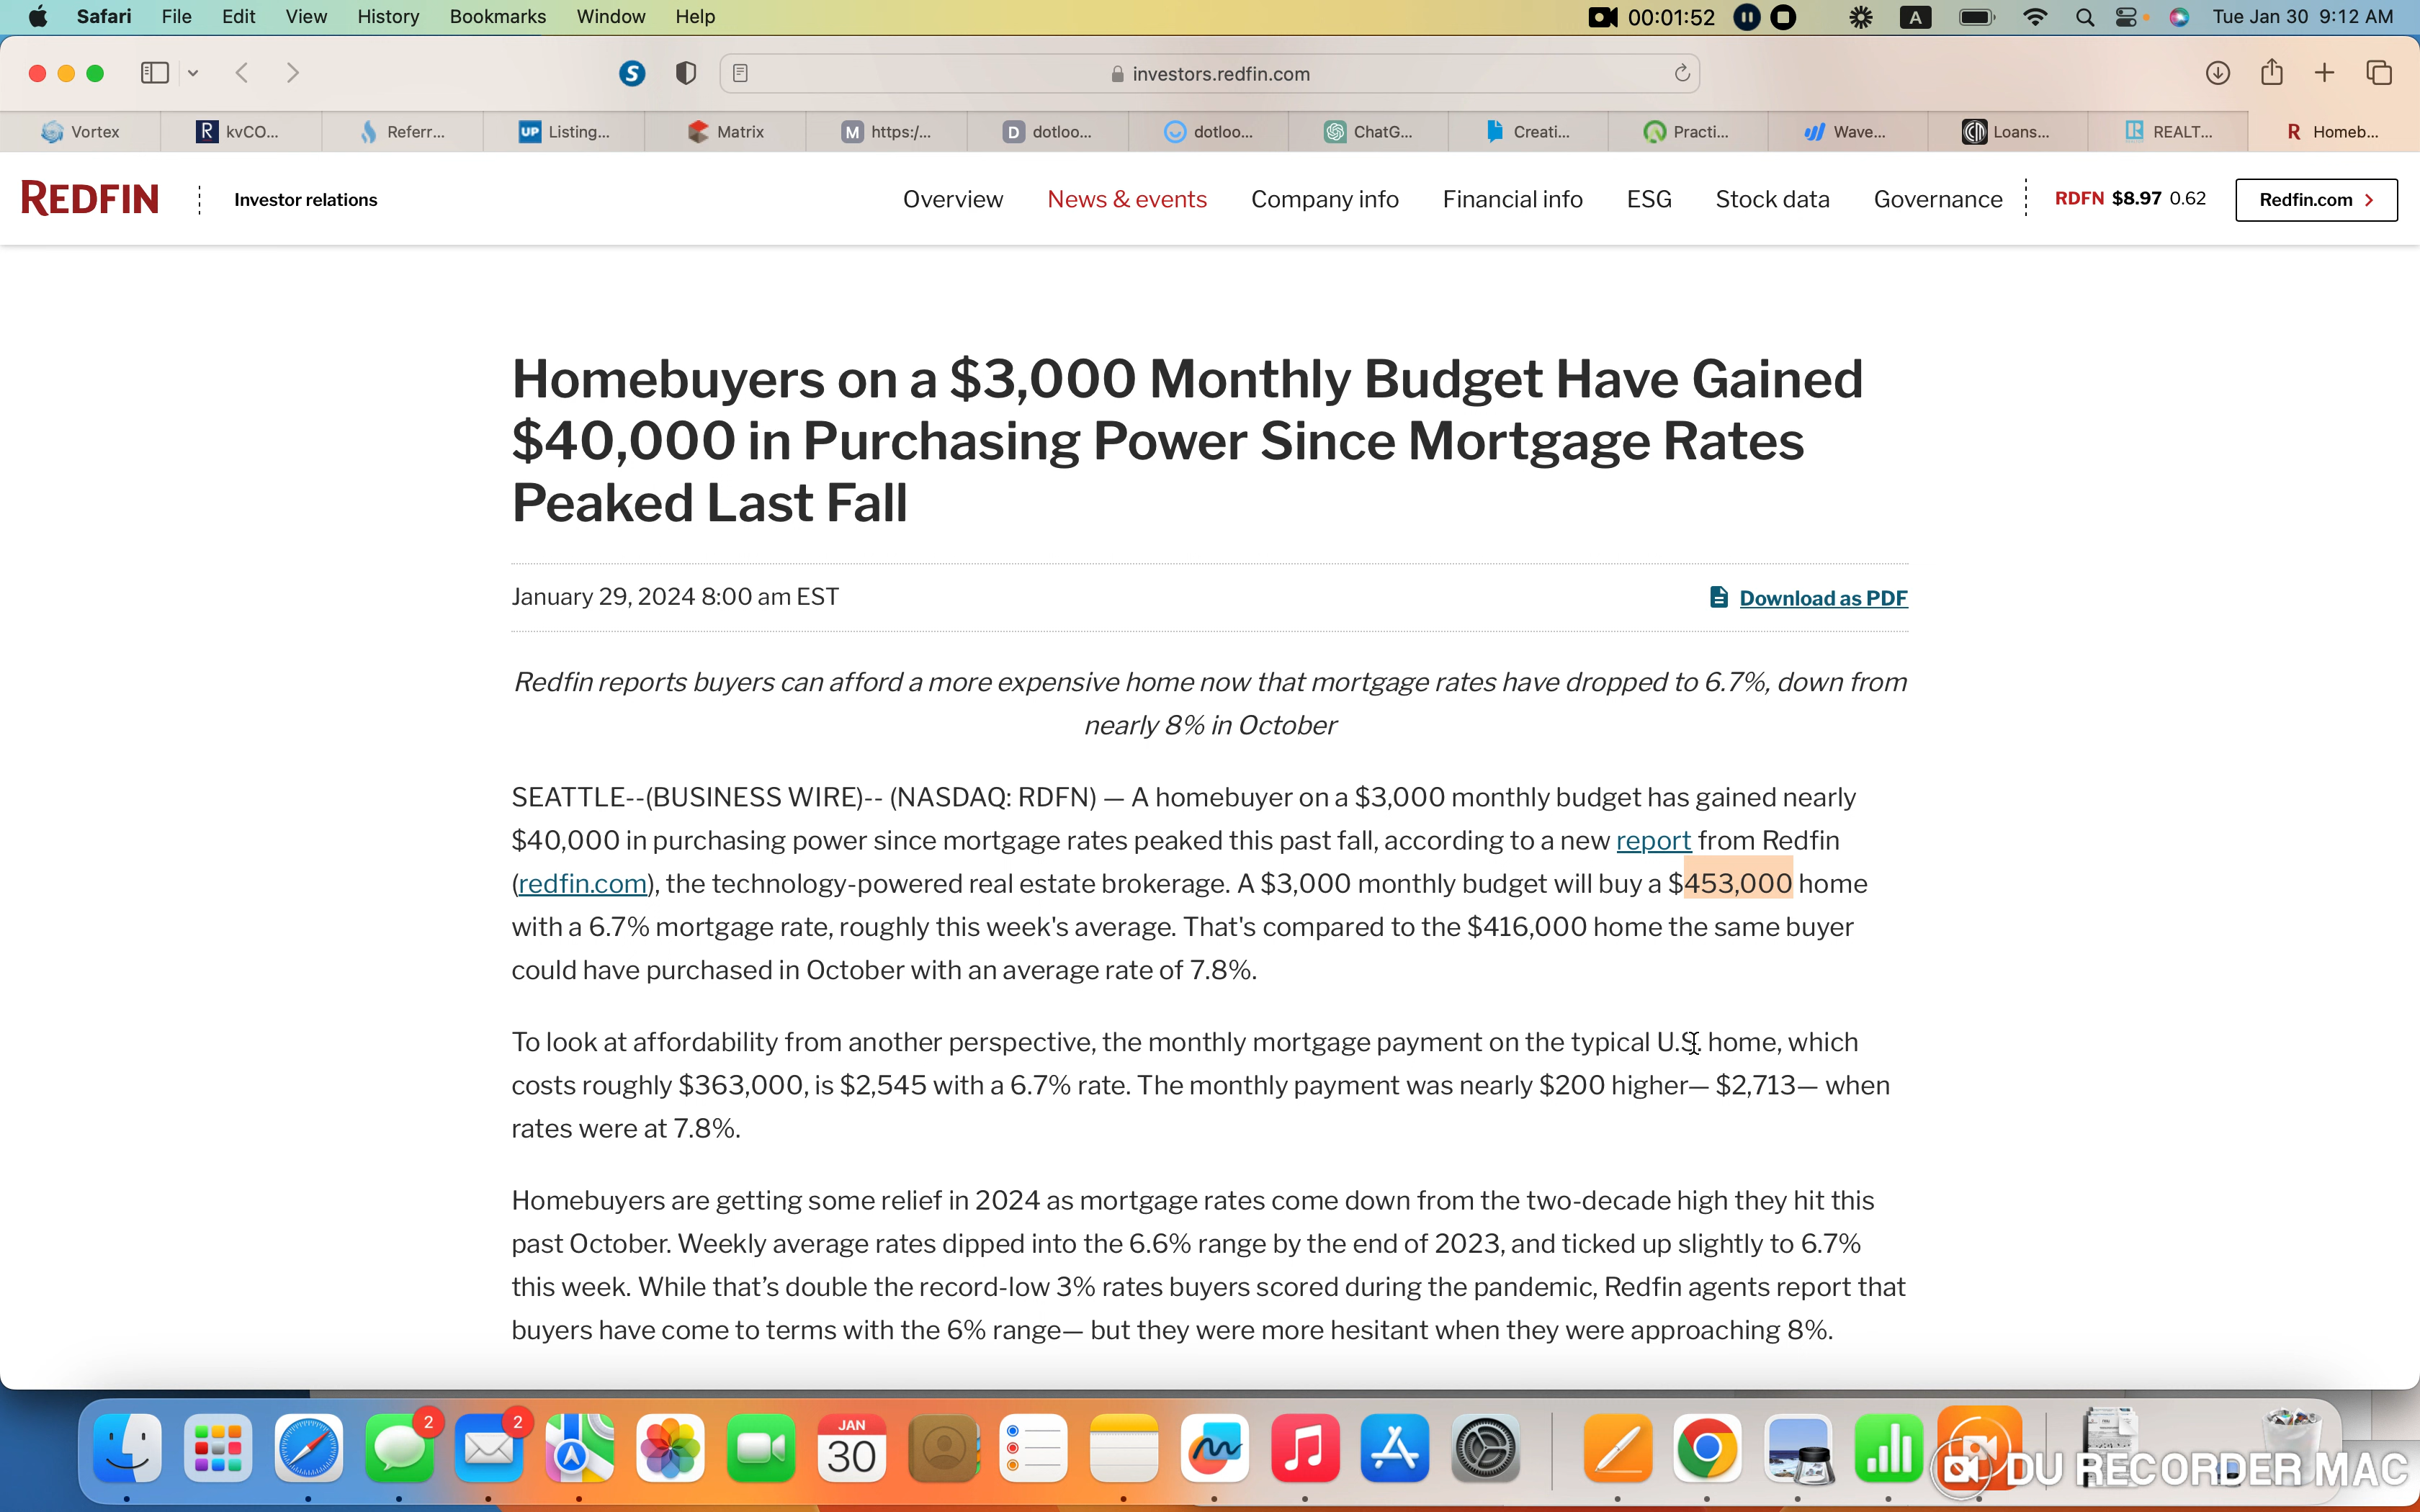 Safari File Edit View History Bookmarks Window Help 00:01:52 A Tue Jan 30 9:12 AM
S investors.redfin.com
Vortex R kvCO... Referr... UP Listing... Matrix M https:/... D dotloo... dotloo... ChatG... Creati... Practi... Wave... Loans... REALT... R Homeb...
REDFIN Investor relations Overview News & events Company info Financial info ESG Stock data Governance RDFN $8.97 0.62 Redfin.com
Homebuyers on a $3,000 Monthly Budget Have Gained
$40,000 in Purchasing Power Since Mortgage Rates
Peaked Last Fall
January 29, 2024 8:00 am EST Download as PDF
Redfin reports buyers can afford a more expensive home now that mortgage rates have dropped to 6.7%, down from
nearly 8% in October
SEATTLE--(BUSINESS WIRE)-- (NASDAQ: RDFN) — A homebuyer on a $3,000 monthly budget has gained nearly
$40,000 in purchasing power since mortgage rates peaked this past fall, according to a new report from Redfin
(redfin.com), the technology-powered real estate brokerage. A $3,000 monthly budget will buy a $453,000 home
with a 6.7% mortgage rate, roughly this week's average. That's compared to the $416,000 home the same buyer
could have purchased in October with an average rate of 7.8%.
To look at affordability from another perspective, the monthly mortgage payment on the typical U.S. home, which
costs roughly $363,000, is $2,545 with a 6.7% rate. The monthly payment was nearly $200 higher— $2,713— when
rates were at 7.8%.
Homebuyers are getting some relief in 2024 as mortgage rates come down from the two-decade high they hit this
past October. Weekly average rates dipped into the 6.6% range by the end of 2023, and ticked up slightly to 6.7%
this week. While that’s double the record-low 3% rates buyers scored during the pandemic, Redfin agents report that
buyers have come to terms with the 6% range— but they were more hesitant when they were approaching 8%.
2 2 JAN
30
DU RECORDER MAC